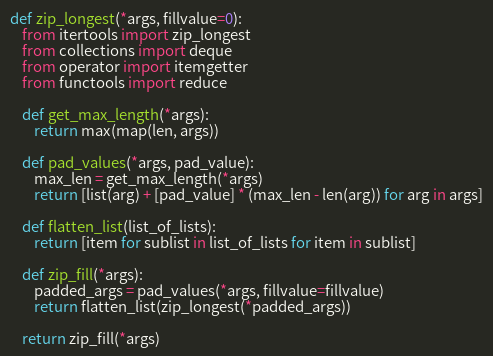 def zip_longest(*args, fillvalue=0):
from itertools import zip_longest
from collections import deque
from operator import itemgetter
from functools import reduce
def get_max_length(*args):
return max(map(len, args))
def pad_values(*args, pad_value):
max_len = get_max_length(*args)
return [list(arg) + [pad_value] * (max_len - len(arg)) for arg in args]
def flatten_list(list_of_lists):
return [item for sublist in list_of_lists for item in sublist]
def zip_fill(*args):
padded_args = pad_values(*args, fillvalue=fillvalue)
return flatten_list(zip_longest(*padded_args))
return zip_fill(*args)